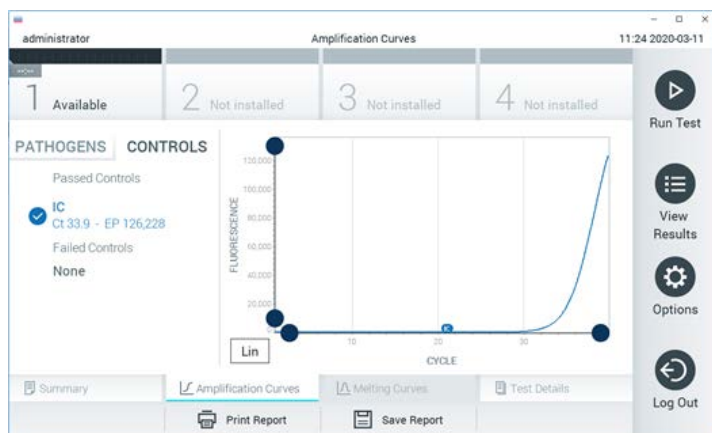 administrator Amplification Curves 11:24 2020-03-11
1 Available 2 Not installed 3 Not installed 4 Not installed
Run Test
View Results
Options
Log Out
PATHOGENS CONTROLS
Passed Controls
IC
Ct 33.9 - EP 126,228
Failed Controls
None
FLUORESCENCE
120,000
100,000
80,000
60,000
40,000
20,000
IC
10 20 30
CYCLE
Lin
Summary Amplification Curves Melting Curves Test Details
Print Report Save Report